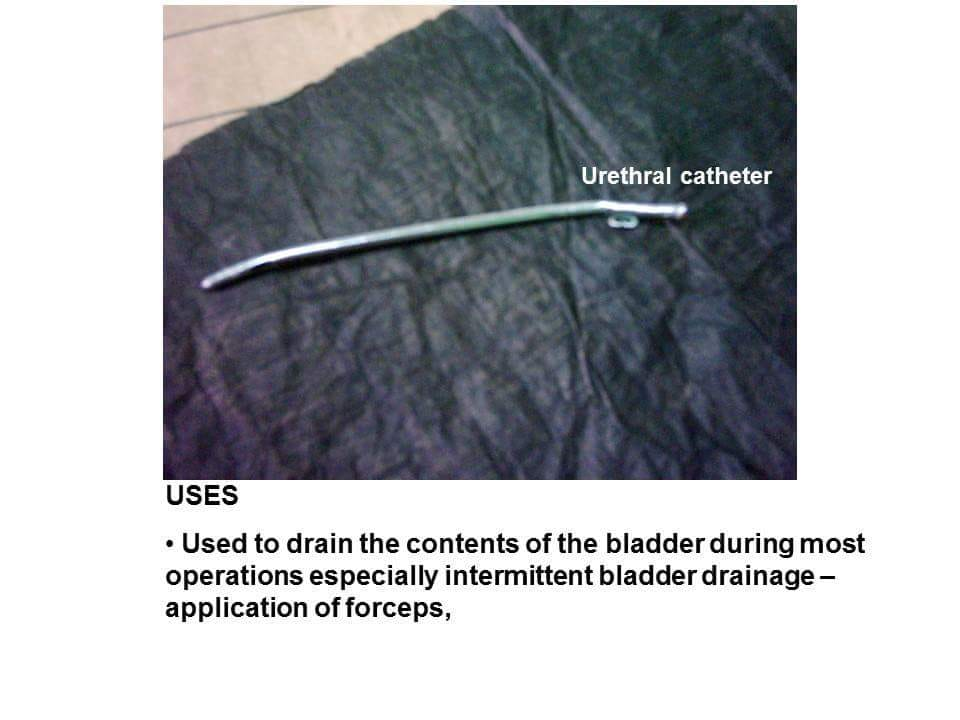 Urethral catheter
USES
• Used to drain the contents of the bladder during most
operations especially intermittent bladder drainage –
application of forceps,